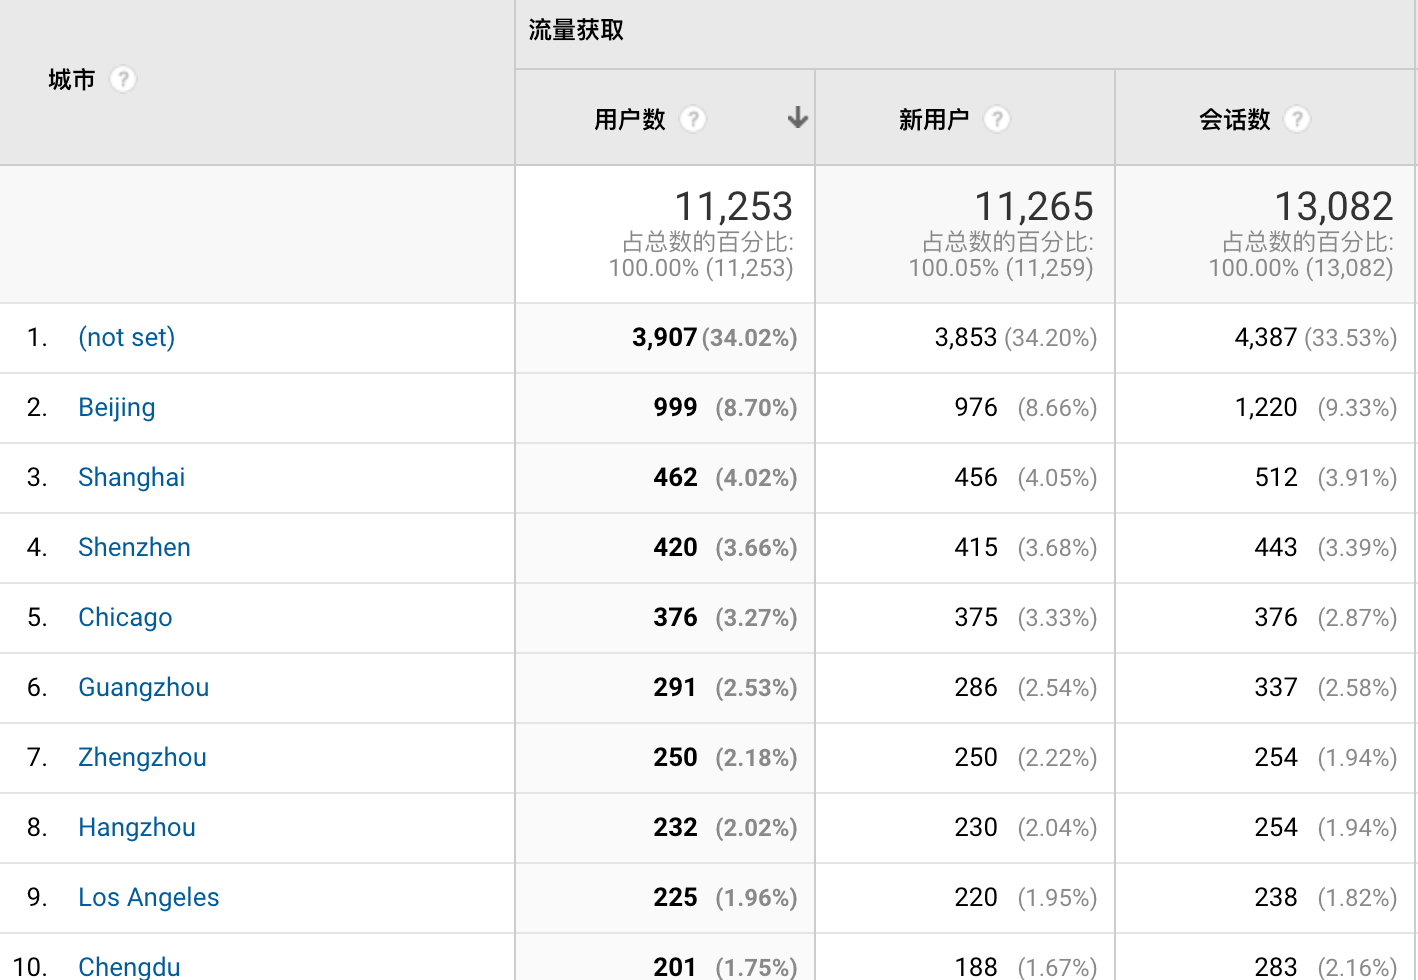 流量获取
城市 ?
用户数 ? 新用户 ? 会话数 ?
11,253 11,265 13,082
占总数的百分比: 占总数的百分比: 占总数的百分比:
100.00% (11,253) 100.05% (11,259) 100.00% (13,082)
1. (not set) 3,907 (34.02%) 3,853 (34.20%) 4,387 (33.53%)
2. Beijing 999 (8.70%) 976 (8.66%) 1,220 (9.33%)
3. Shanghai 462 (4.02%) 456 (4.05%) 512 (3.91%)
4. Shenzhen 420 (3.66%) 415 (3.68%) 443 (3.39%)
5. Chicago 376 (3.27%) 375 (3.33%) 376 (2.87%)
6. Guangzhou 291 (2.53%) 286 (2.54%) 337 (2.58%)
7. Zhengzhou 250 (2.18%) 250 (2.22%) 254 (1.94%)
8. Hangzhou 232 (2.02%) 230 (2.04%) 254 (1.94%)
9. Los Angeles 225 (1.96%) 220 (1.95%) 238 (1.82%)
10. Chengdu 201 (1.75%) 188 (1.67%) 283 (2.16%)